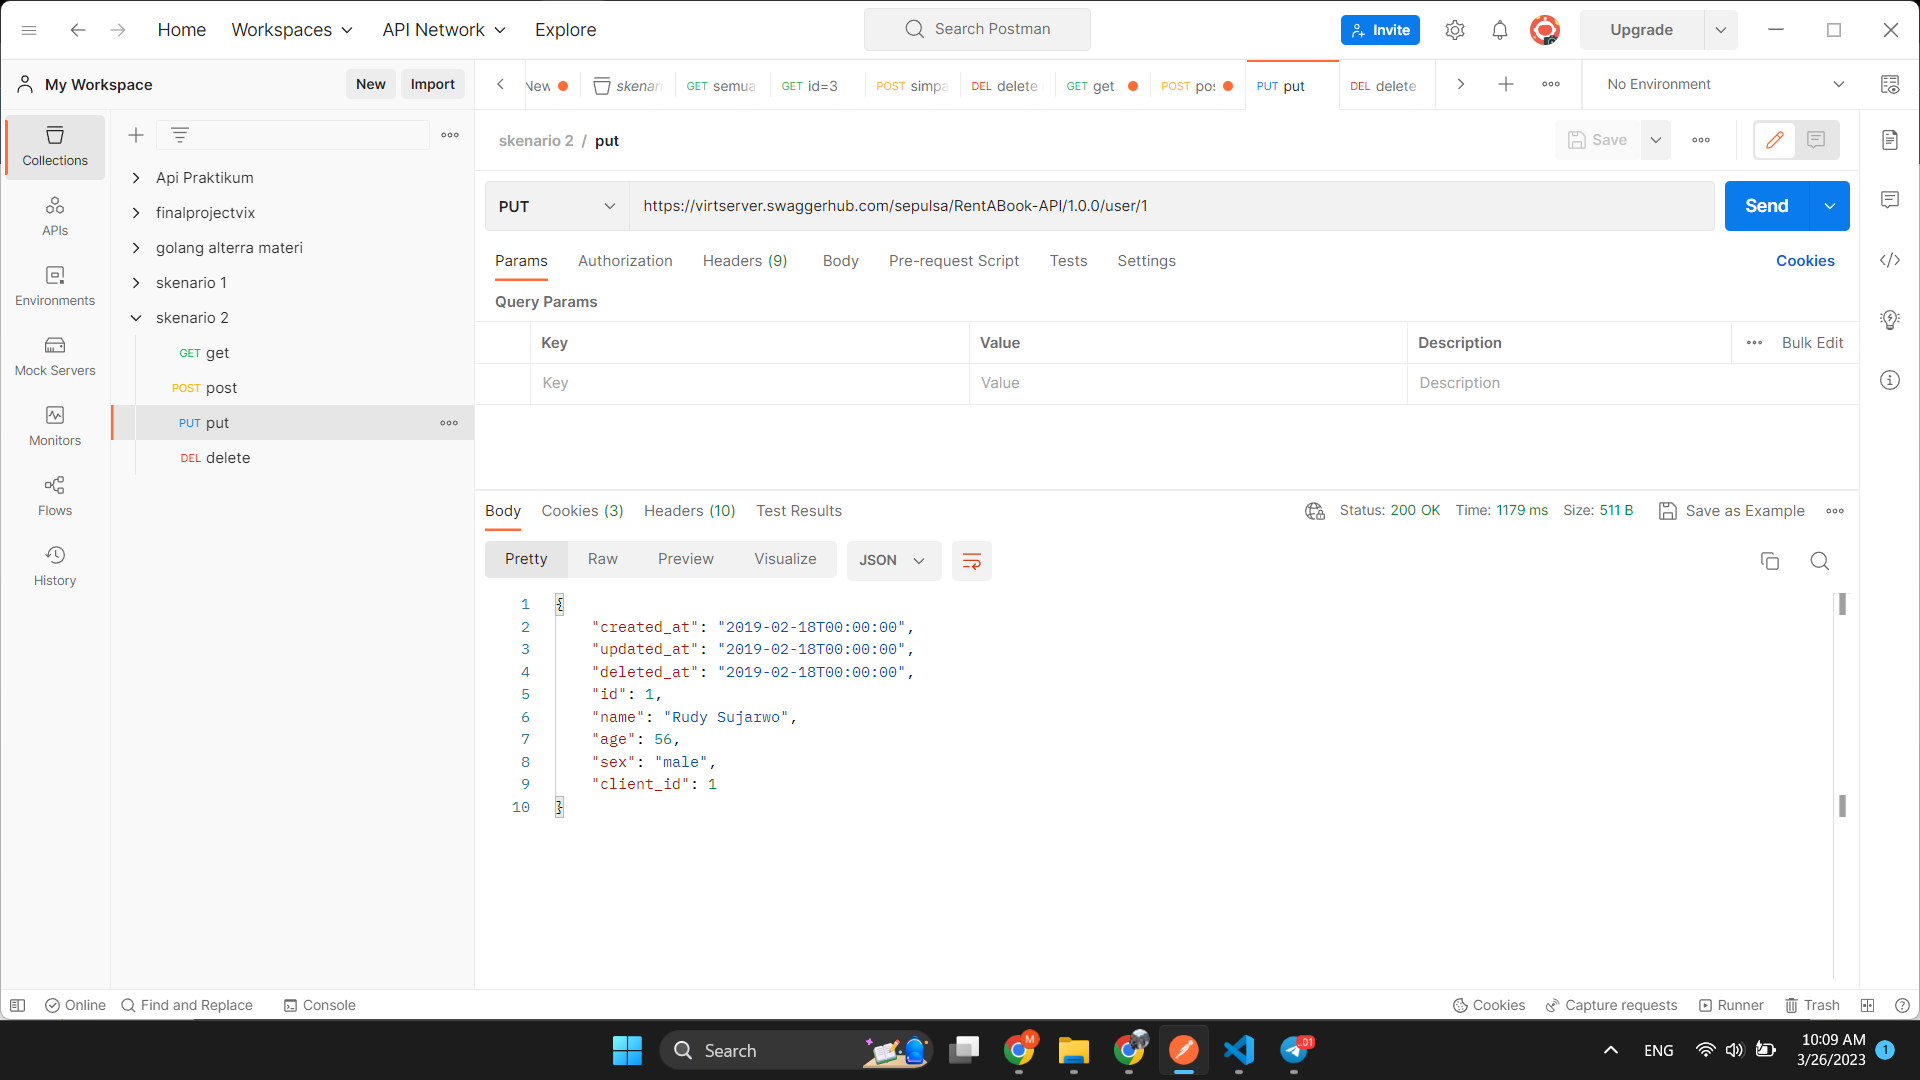 Home Workspaces API Network Explore Search Postman Invite Upgrade
My Workspace New Import New skenari GET semua GET id=3 POST simpa DEL delete GET get POST pos PUT put DEL delete No Environment
Collections
APIs
Environments
Mock Servers
Monitors
Flows
History
Api Praktikum
finalprojectvix
golang alterra materi
skenario 1
skenario 2
GET get
POST post
PUT put
DEL delete
skenario 2 / put Save
PUT https://virtserver.swaggerhub.com/sepulsa/RentABook-API/1.0.0/user/1 Send
Params Authorization Headers (9) Body Pre-request Script Tests Settings Cookies
Query Params
Key Value Description Bulk Edit
Key Value Description
Body Cookies (3) Headers (10) Test Results Status: 200 OK Time: 1179 ms Size: 511 B Save as Example
Pretty Raw Preview Visualize JSON
1 {
2 "created_at": "2019-02-18T00:00:00",
3 "updated_at": "2019-02-18T00:00:00",
4 "deleted_at": "2019-02-18T00:00:00",
5 "id": 1,
6 "name": "Rudy Sujarwo",
7 "age": 56,
8 "sex": "male",
9 "client_id": 1
10 }
Online Find and Replace Console Cookies Capture requests Runner Trash
Search M .01 ENG 10:09 AM 1
3/26/2023